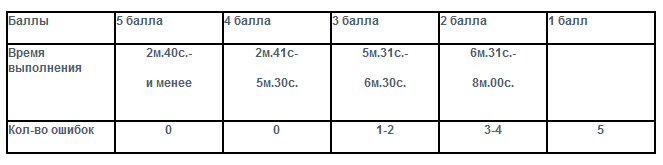 Баллы 5 балла 4 балла 3 балла 2 балла 1 балл
Время 2м.40с.- 2м.41с- 5м.31с.- 6м.31с.-
выполнения
и менее 5м.30с. 6м.30с. 8м.00с.
Кол-во ошибок 0 0 1-2 3-4 5